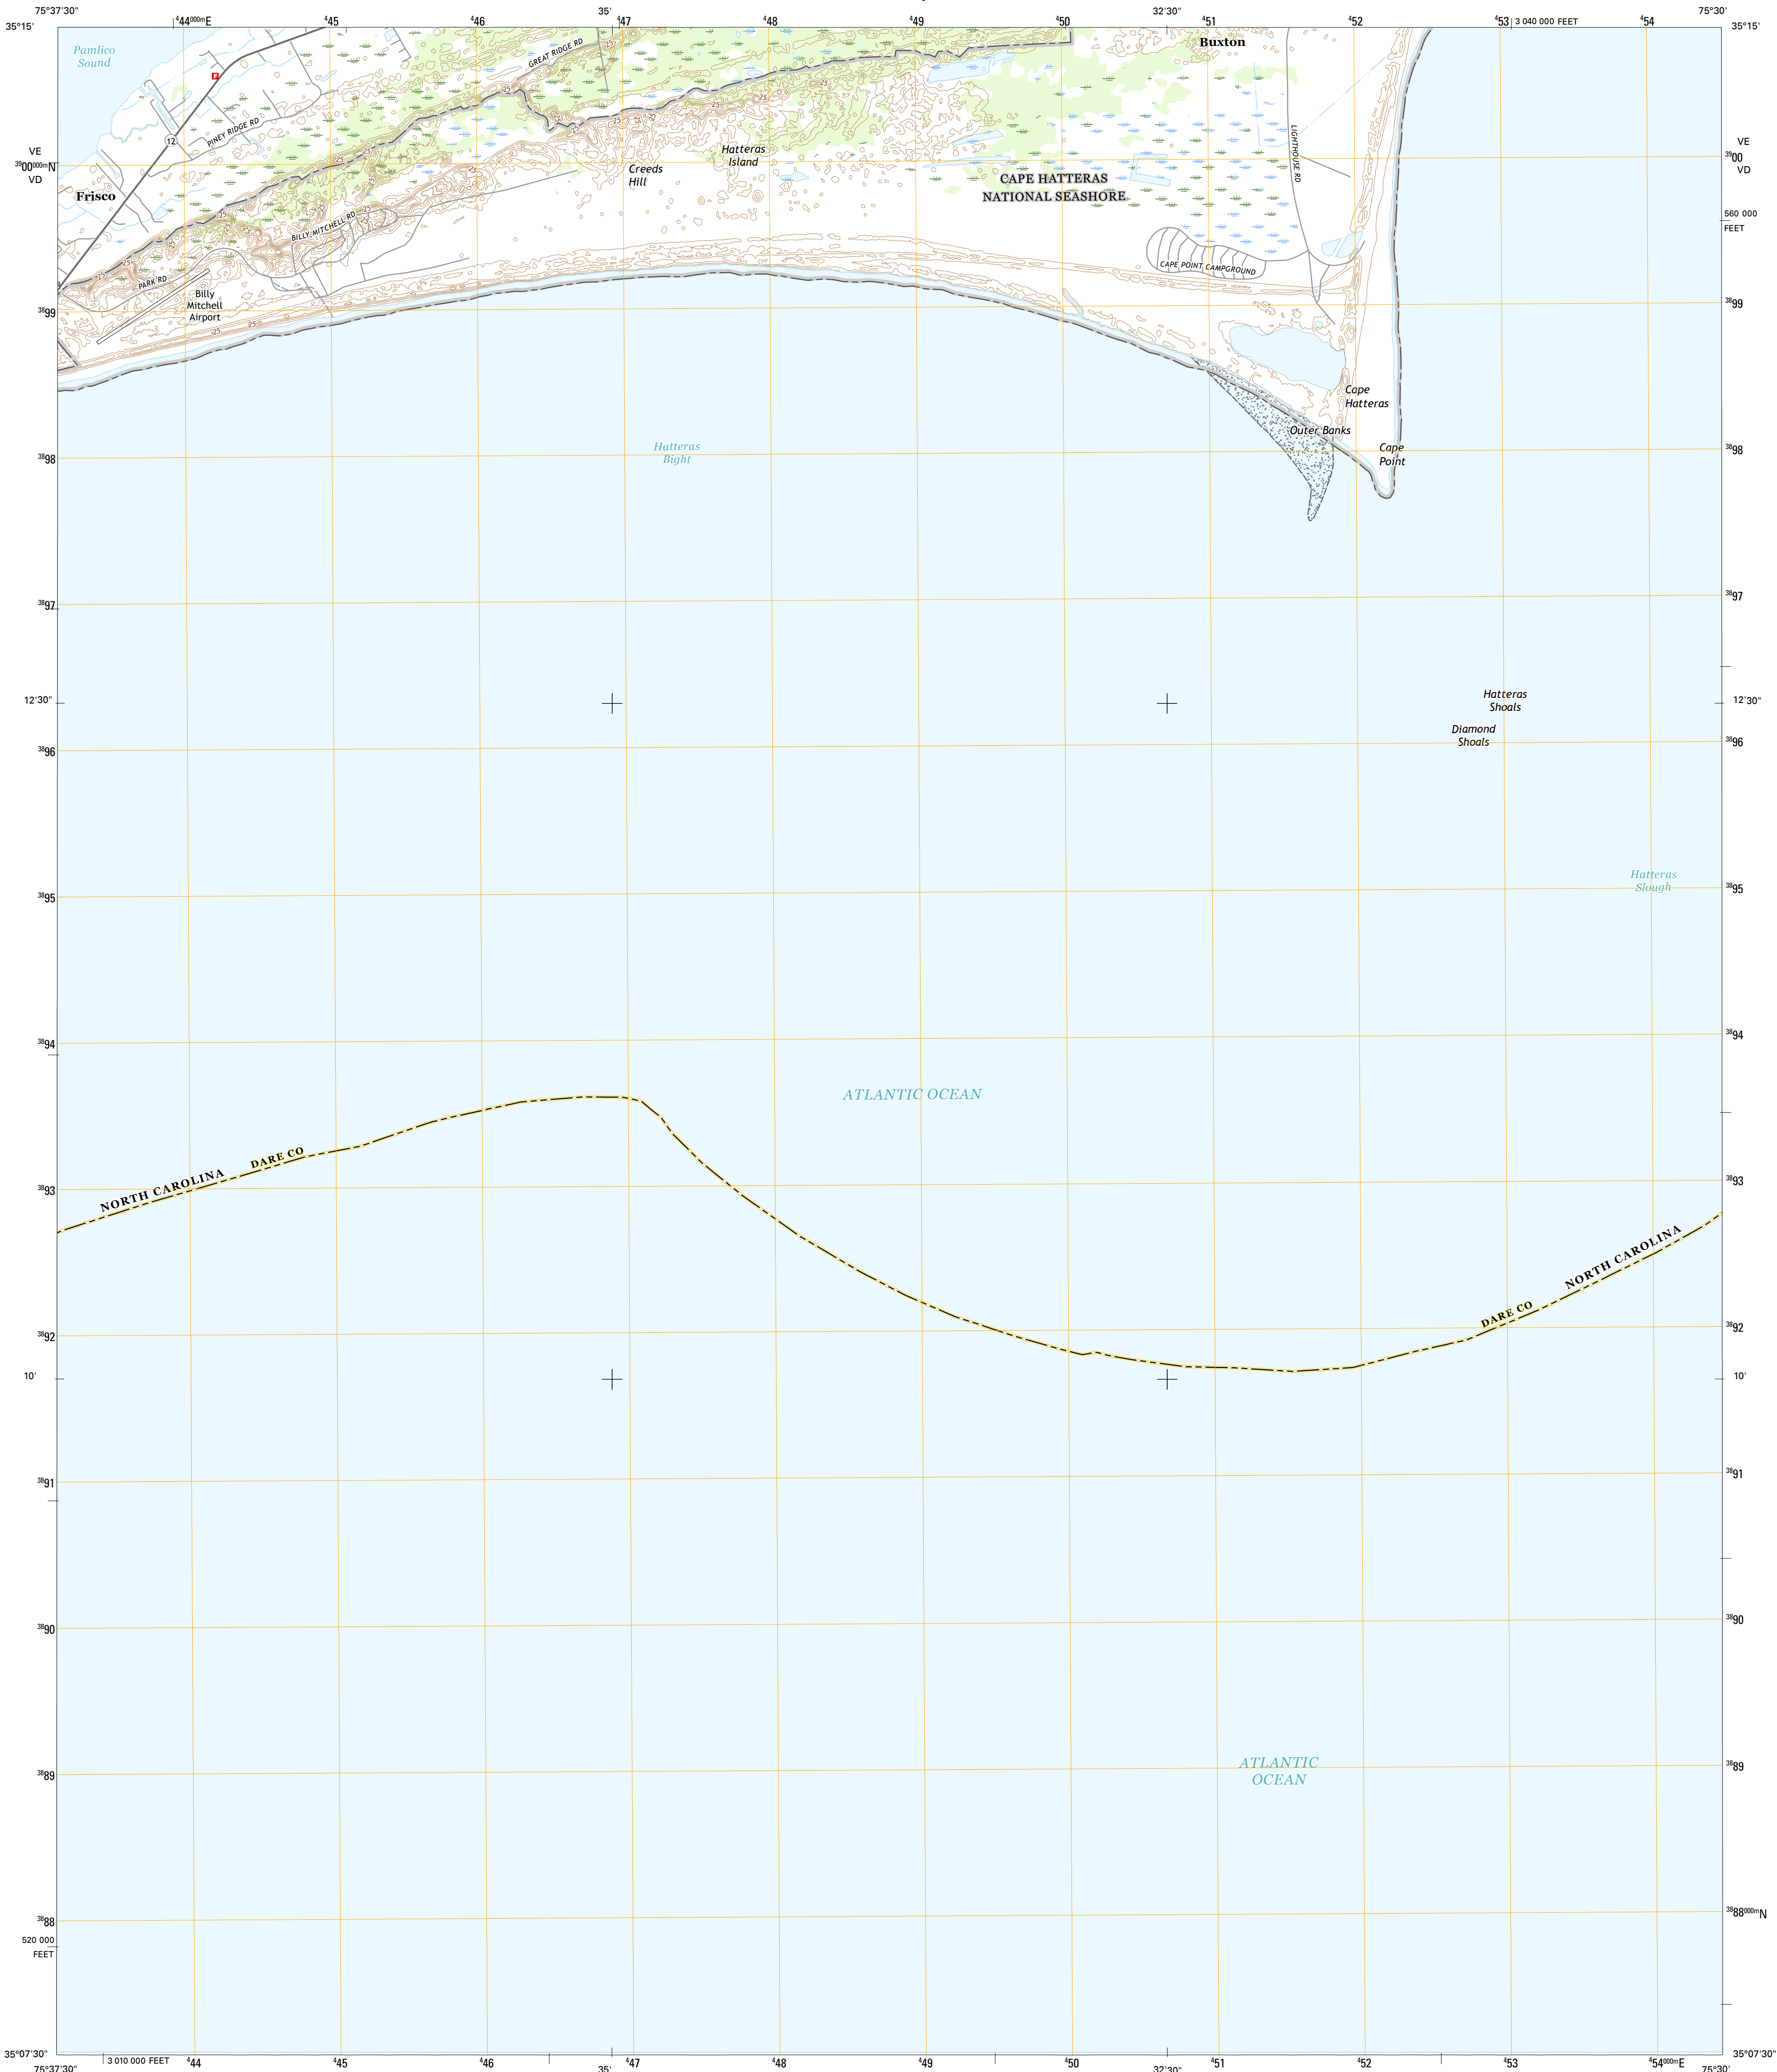 75°37'30"
⁴44⁰⁰⁰ᵐE
⁴45
⁴46
35'
⁴47
⁴48
⁴49
⁴50
32'30"
⁴51
⁴52
⁴53
3 040 000 FEET
⁴54
75°30'
35°15'
35°15'
Pamlico
Sound
GREAT RIDGE RD
25
Buxton
12
PINEY RIDGE RD
LIGHTHOUSE RD
VE
³⁹00⁰⁰⁰ᵐN
VD
VE
³⁹00
VD
Hatteras
Island
Creeds
Hill
CAPE HATTERAS
NATIONAL SEASHORE
Frisco
560 000
FEET
BILLY MITCHELL RD
25
PARK RD
CAPE POINT CAMPGROUND
Billy
Mitchell
Airport
25
25
³⁸99
³⁸99
Cape
Hatteras
Outer Banks
Cape
Point
Hatteras
Bight
³⁸98
³⁸98
³⁸97
³⁸97
12'30"
12'30"
Hatteras
Shoals
Diamond
Shoals
³⁸96
³⁸96
Hatteras
Slough
³⁸95
³⁸95
³⁸94
³⁸94
ATLANTIC OCEAN
NORTH CAROLINA
DARE CO
³⁸93
³⁸93
NORTH CAROLINA
DARE CO
³⁸92
³⁸92
10'
10'
³⁸91
³⁸91
³⁸90
³⁸90
ATLANTIC
OCEAN
³⁸89
³⁸89
³⁸88
³⁸88⁰⁰⁰ᵐN
520 000
FEET
35°07'30"
35°07'30"
75°37'30"
3 010 000 FEET
⁴44
⁴45
⁴46
35'
⁴47
⁴48
⁴49
⁴50
32'30"
⁴51
⁴52
⁴53
⁴54⁰⁰⁰ᵐE
75°30'